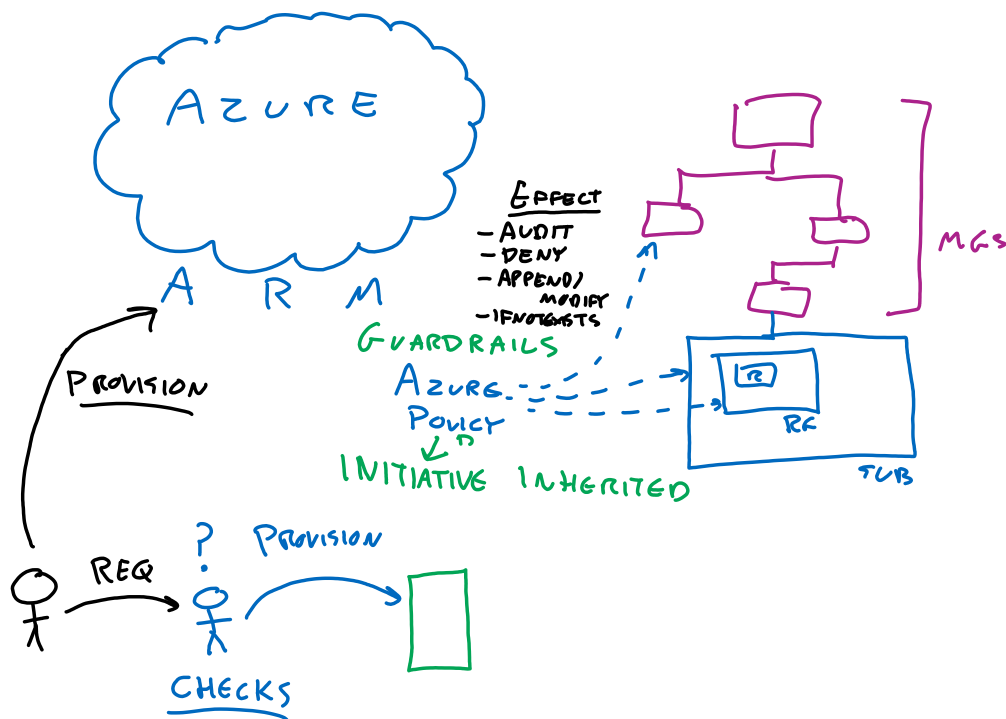 AZURE
A R M
EFFECT
- AUDIT
- DENY
- APPEND/
MODIFY
- IFNOTEXISTS
MGS
GUARDRAILS
AZURE
POLICY
INITIATIVE INHERITED
R
RG
SUB
PROVISION
REQ
?
PROVISION
CHECKS